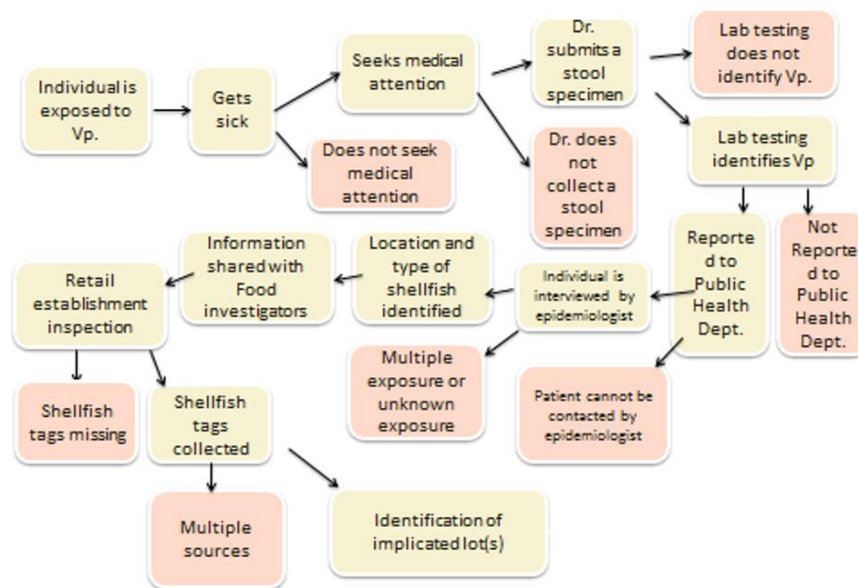 Individual is
exposed to
Vp.
Gets
sick
Seeks medical
attention
Does not seek
medical
attention
Dr.
submits a
stool
specimen
Dr. does
not
collect a
stool
specimen
Lab testing
does not
identify Vp.
Lab testing
identifies Vp
Reporte
d to
Public
Health
Dept.
Not
Reporte
d to
Public
Health
Dept.
Individual is
interviewed by
epidemiologist
Patient cannot be
contacted by
epidemiologist
Location and
type of
shellfish
identified
Multiple
exposure or
unknown
exposure
Information
shared with
Food
investigators
Retail
establishment
inspection
Shellfish
tags missing
Shellfish
tags
collected
Multiple
sources
Identification of
implicated lot(s)